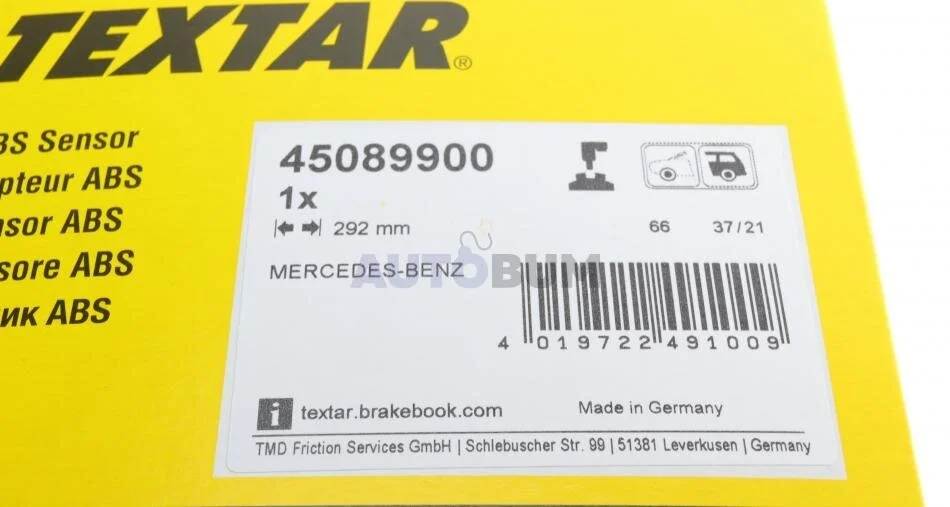 TEXTAR®
BS Sensor
pteur ABS
nsor ABS
sore ABS
ик ABS
45089900
1x
292 mm
66 37/21
MERCEDES-BENZ
AUTOBUM
4 019722 491009
i textar.brakebook.com
Made in Germany
TMD Friction Services GmbH | Schlebuscher Str. 99 | 51381 Leverkusen | Germany